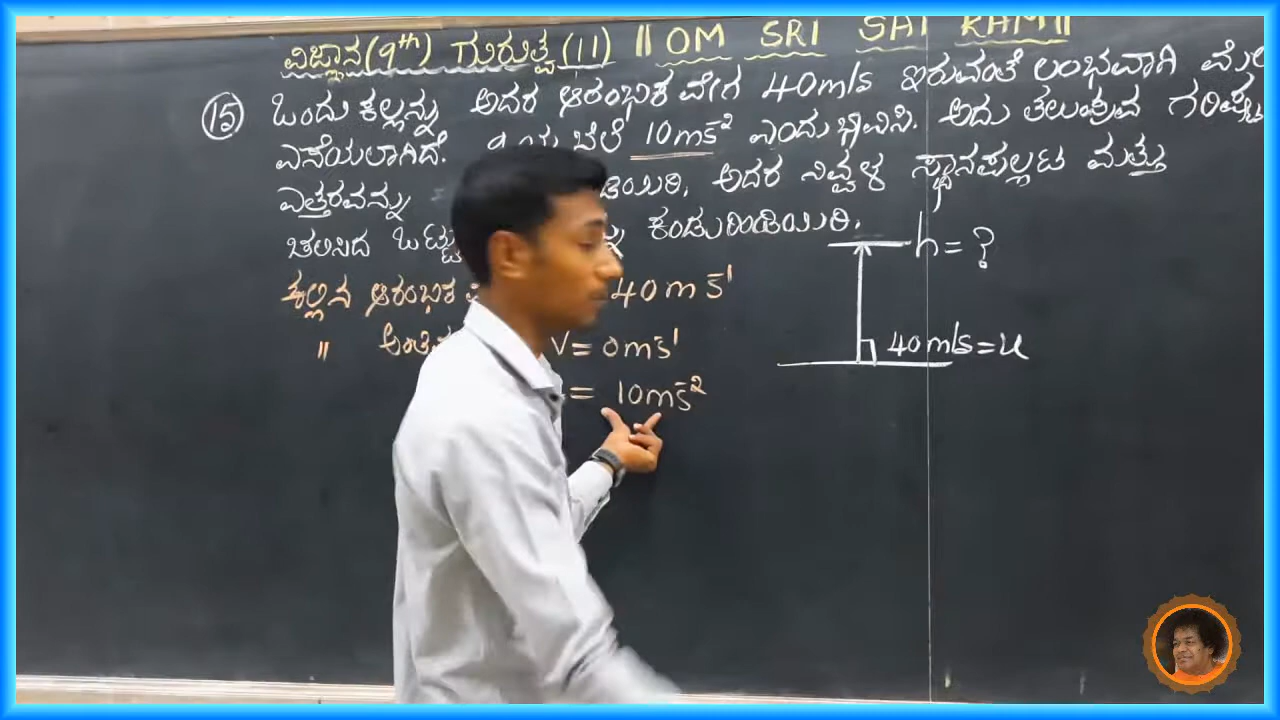 ವಿಜ್ಞಾನ (9th) ಗುರುತ್ವ (11) || OM SRI SAI RAM ||
15 ಒಂದು ಕಲ್ಲನ್ನು ಅದರ ಆರಂಭಿಕ ವೇಗ 40m/s ಇರುವಂತೆ ಲಂಬವಾಗಿ
ಎಸೆಯಲಾಗಿದೆ. ಬೆಲೆ 10ms⁻² ಎಂದು ಭಾವಿಸಿ. ಅದು ತಲುಪುವ ಗರಿಷ್ಟ
ಎತ್ತರವನ್ನು ಅದರ ನಿವ್ವಳ ಸ್ಥಾನಪಲ್ಲಟ ಮತ್ತು
ಚಲಿಸಿದ ಒಟ್ಟು ಕಂಡುಹಿಡಿಯಿರಿ.
h = ?
ಕಲ್ಲಿನ ಆರಂಭಿಕ 40ms⁻¹
" V = 0ms⁻¹
40m/s = u
= 10ms⁻²